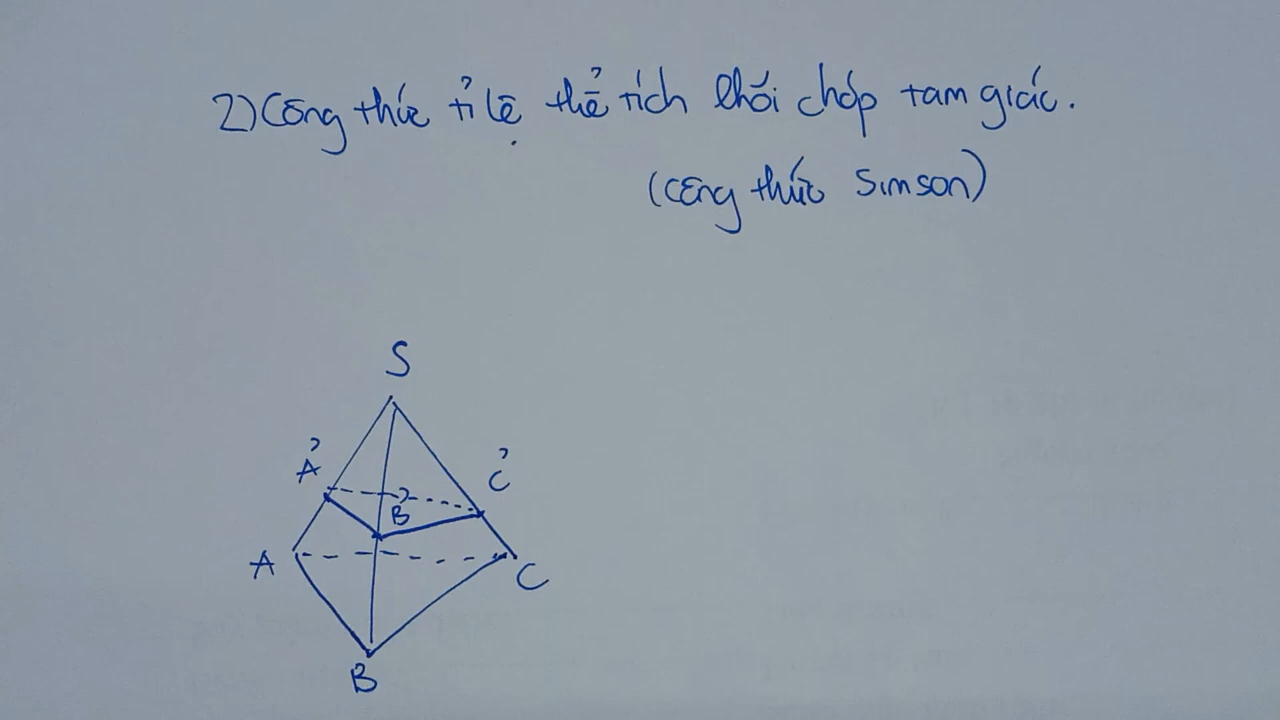 2) Công thức tỉ lệ thể tích khối chóp tam giác.
(Công thức Simson)
S
A'
C'
B'
A
C
B